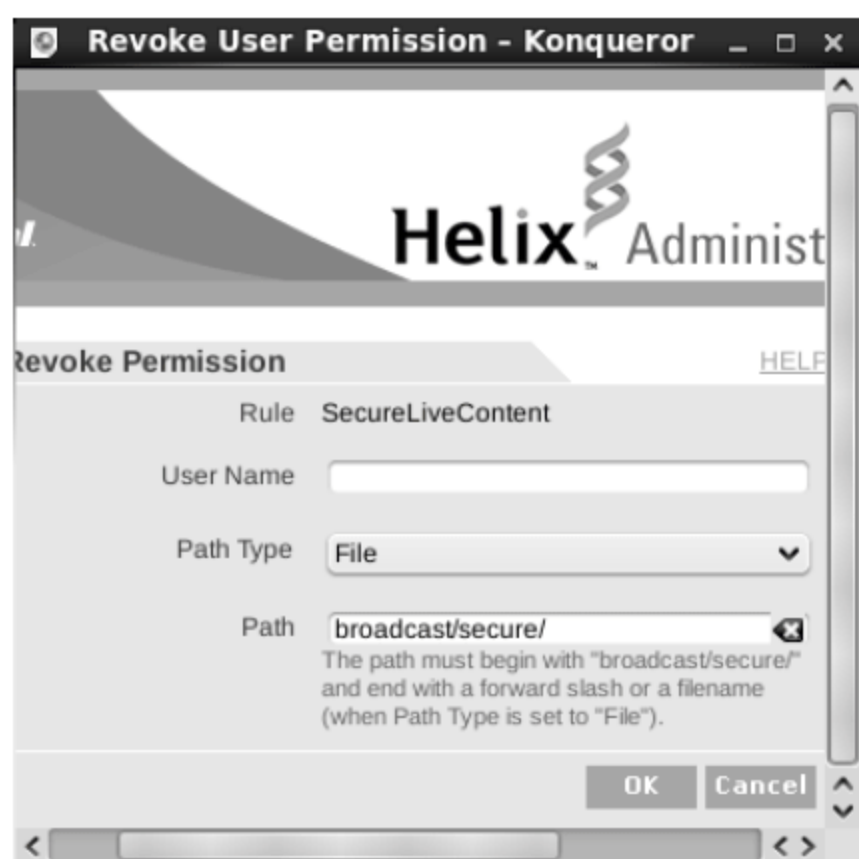 Revoke User Permission - Konqueror
Helix™ Administ
Revoke Permission
HELP
Rule SecureLiveContent
User Name
Path Type File
Path broadcast/secure/
The path must begin with "broadcast/secure/"
and end with a forward slash or a filename
(when Path Type is set to "File").
OK Cancel